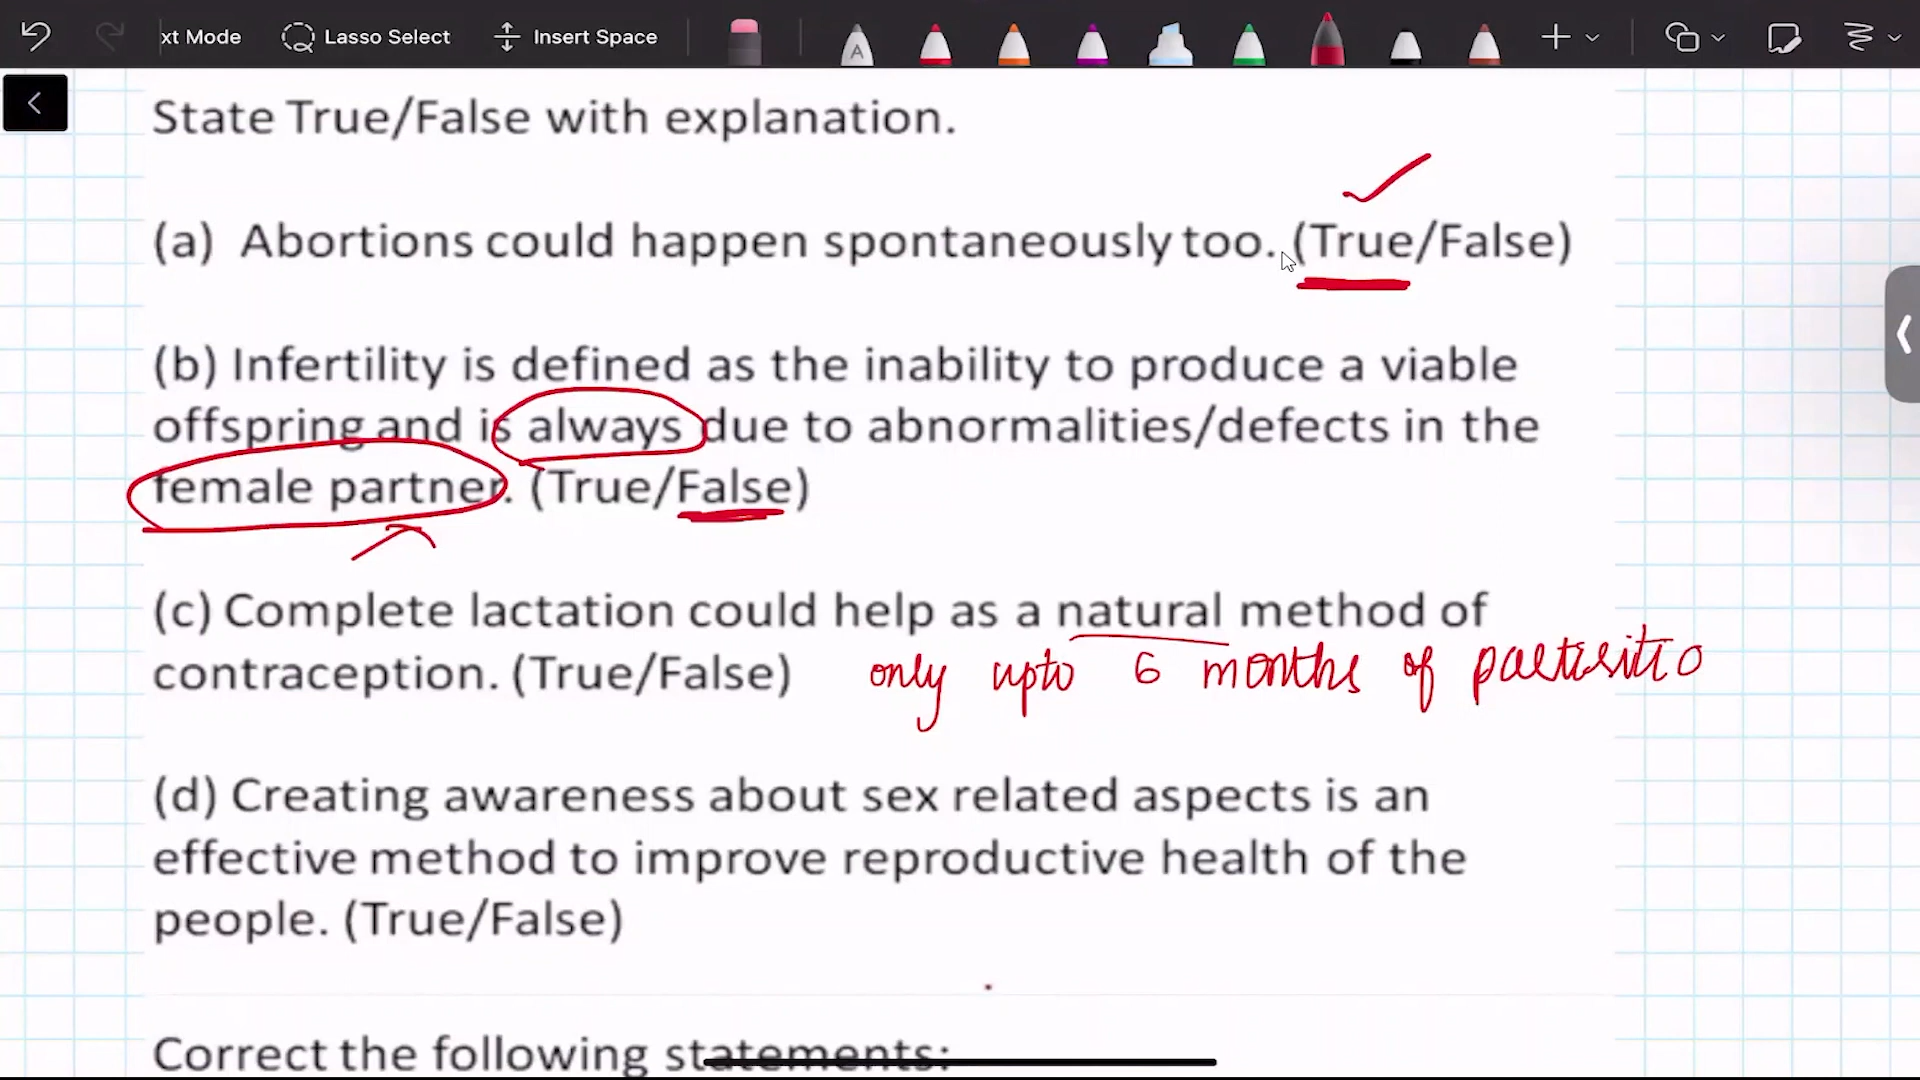 xt Mode Lasso Select Insert Space
A
State True/False with explanation.
(a) Abortions could happen spontaneously too. (True/False)
(b) Infertility is defined as the inability to produce a viable
offspring and is always due to abnormalities/defects in the
female partner. (True/False)
(c) Complete lactation could help as a natural method of
contraception. (True/False) only upto 6 months of partisitio
(d) Creating awareness about sex related aspects is an
effective method to improve reproductive health of the
people. (True/False)
Correct the following statements: